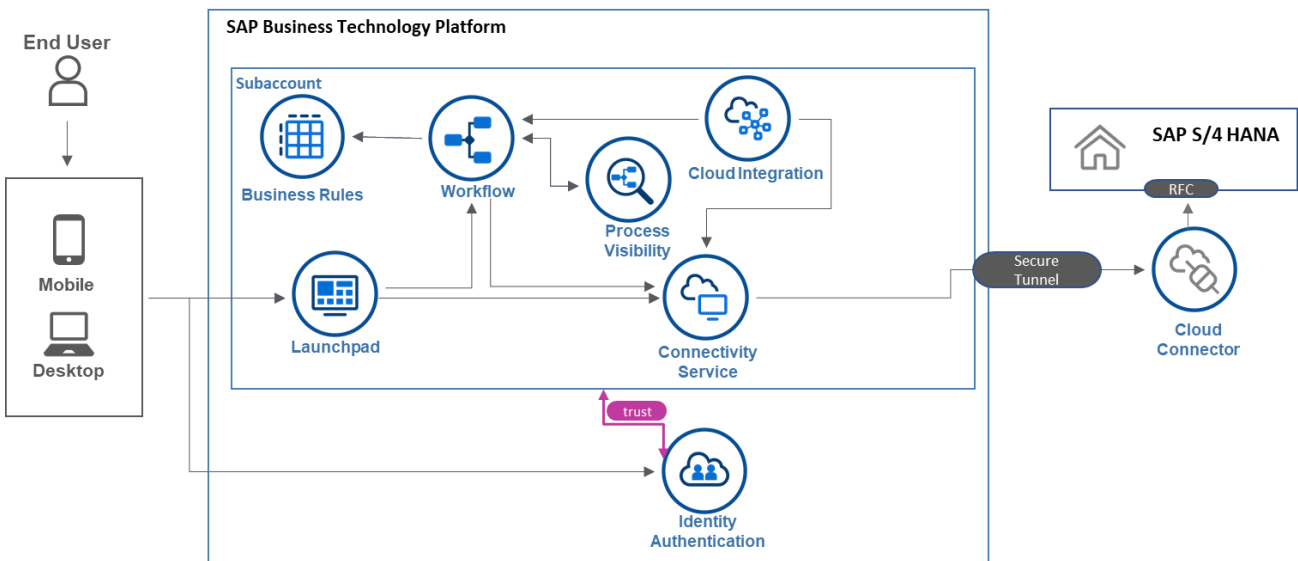 SAP Business Technology Platform
End User
Subaccount
Business Rules
Workflow
Cloud Integration
Process
Visibility
SAP S/4 HANA
RFC
Mobile
Desktop
Launchpad
Connectivity
Service
Secure
Tunnel
Cloud
Connector
trust
Identity
Authentication